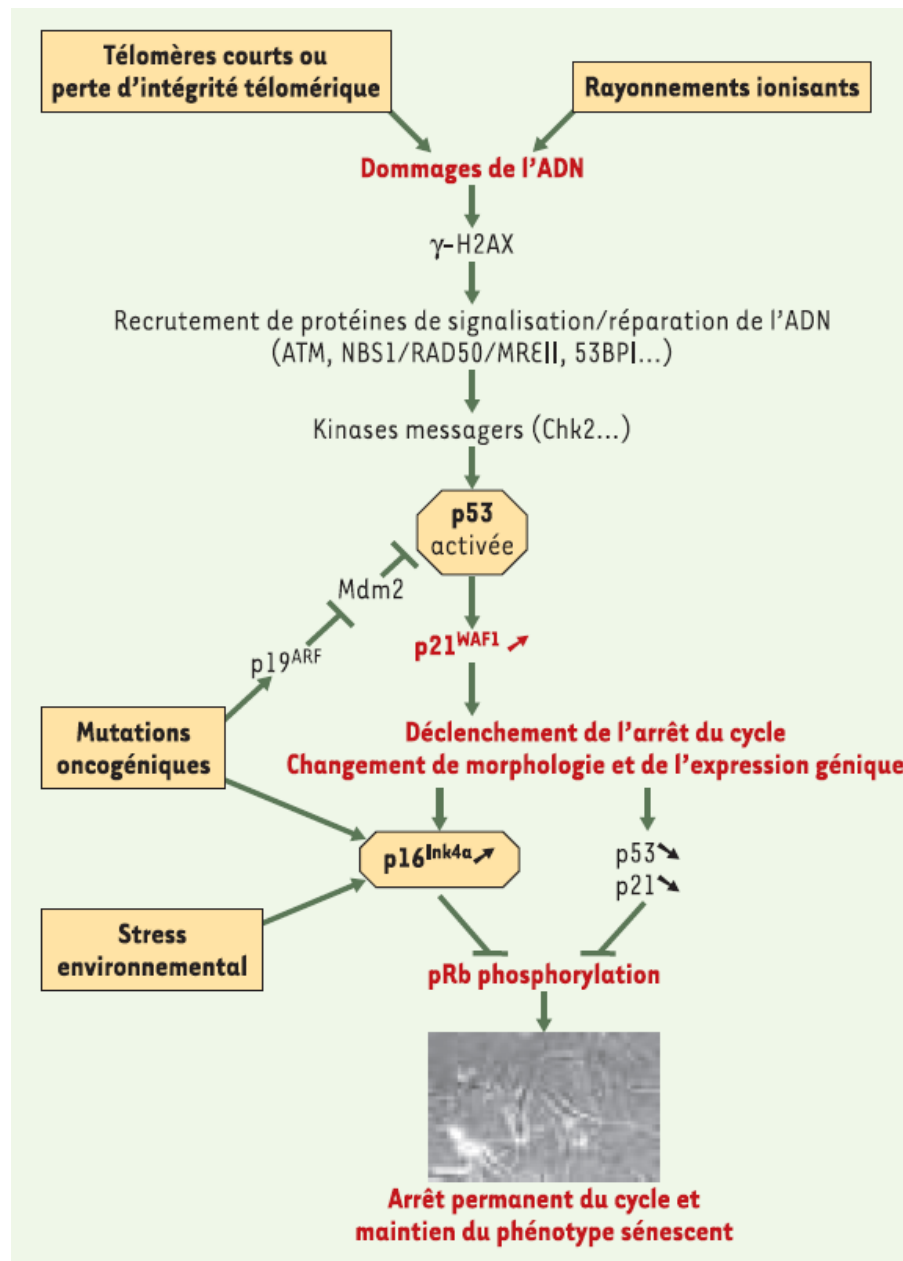 Télomères courts ou
perte d'intégrité télomérique
Rayonnements ionisants
Dommages de l'ADN
γ-H2AX
Recrutement de protéines de signalisation/réparation de l'ADN
(ATM, NBS1/RAD50/MREII, 53BPI...)
Kinases messagers (Chk2...)
p53
activée
Mdm2
p21WAF1
p19ARF
Mutations
oncogéniques
Déclenchement de l'arrêt du cycle
Changement de morphologie et de l'expression génique
p16Ink4a
p53
p21
Stress
environnemental
pRb phosphorylation
Arrêt permanent du cycle et
maintien du phénotype sénescent